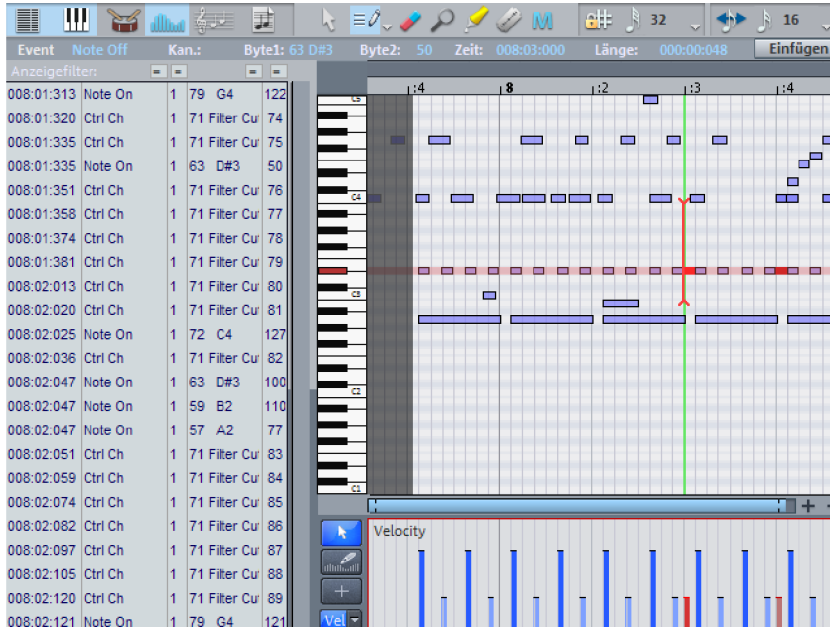 M 32 16
Event Note Off Kan.: Byte1: 63 D#3 Byte2: 50 Zeit: 008:03:000 Länge: 000:00:048 Einfügen
Anzeigefilter: = = = =
:4 8 :2 :3 :4
008:01:313 Note On 1 79 G4 122
008:01:320 Ctrl Ch 1 71 Filter Cu 74
008:01:335 Ctrl Ch 1 71 Filter Cu 75
008:01:335 Note On 1 63 D#3 50
008:01:351 Ctrl Ch 1 71 Filter Cu 76
008:01:358 Ctrl Ch 1 71 Filter Cu 77
008:01:374 Ctrl Ch 1 71 Filter Cu 78
008:01:381 Ctrl Ch 1 71 Filter Cu 79
008:02:013 Ctrl Ch 1 71 Filter Cu 80
008:02:020 Ctrl Ch 1 71 Filter Cu 81
008:02:025 Note On 1 72 C4 127
008:02:036 Ctrl Ch 1 71 Filter Cu 82
008:02:047 Note On 1 63 D#3 100
008:02:047 Note On 1 59 B2 110
008:02:047 Note On 1 57 A2 77
008:02:051 Ctrl Ch 1 71 Filter Cu 83
008:02:059 Ctrl Ch 1 71 Filter Cu 84
008:02:074 Ctrl Ch 1 71 Filter Cu 85
008:02:082 Ctrl Ch 1 71 Filter Cu 86
008:02:097 Ctrl Ch 1 71 Filter Cu 87
008:02:105 Ctrl Ch 1 71 Filter Cu 88
008:02:120 Ctrl Ch 1 71 Filter Cu 89
008:02:121 Note On 1 79 G4 121
C5
C4
C3
C2
C1
Velocity
Vel